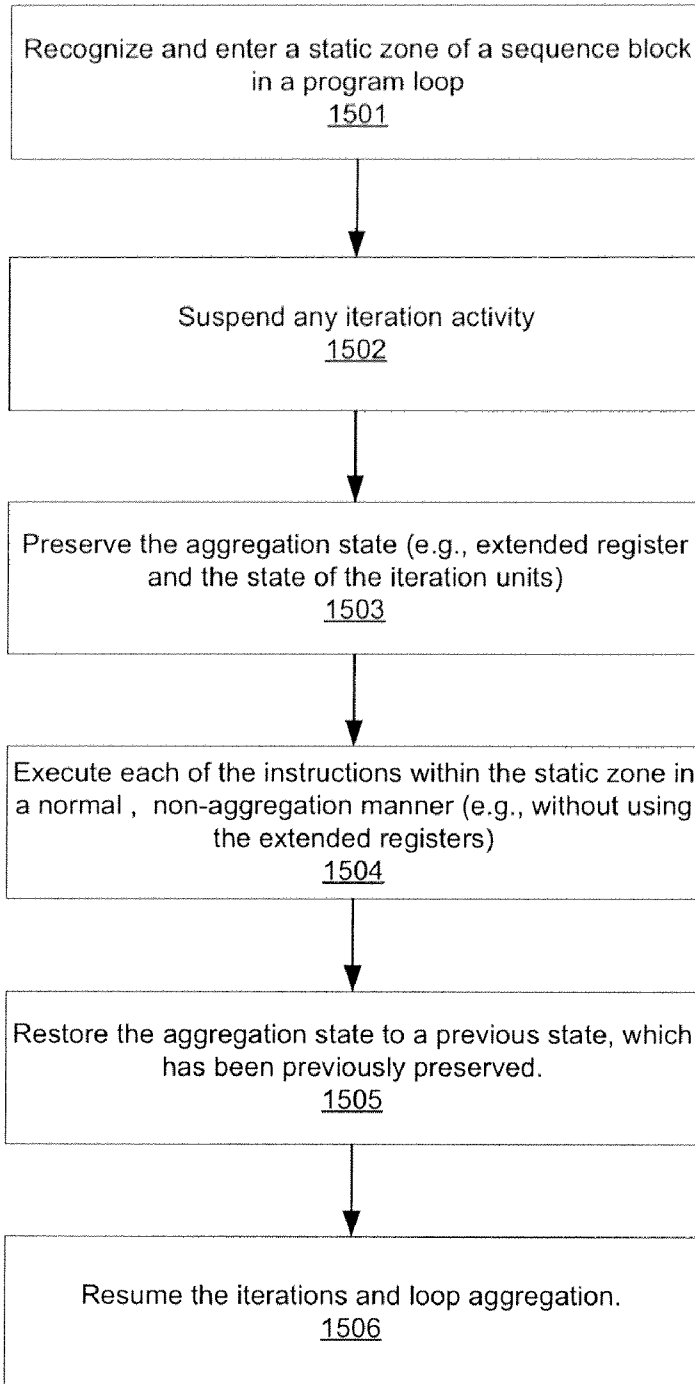 Recognize and enter a static zone of a sequence block
in a program loop
1501
Suspend any iteration activity
1502
Preserve the aggregation state (e.g., extended register
and the state of the iteration units)
1503
Execute each of the instructions within the static zone in
a normal , non-aggregation manner (e.g., without using
the extended registers)
1504
Restore the aggregation state to a previous state, which
has been previously preserved.
1505
Resume the iterations and loop aggregation.
1506